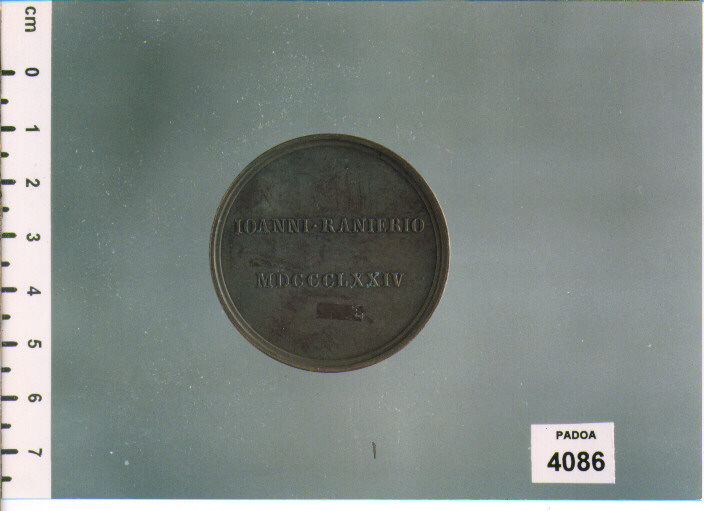 cm
0
1
2
3
4
5
6
7
IOANNI·RANIERIO
MDCCCLXXIV
PADOA
4086